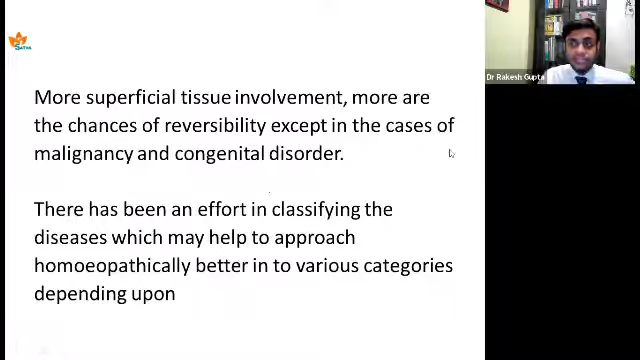 SATVA
Dr Rakesh Gupta
More superficial tissue involvement, more are
the chances of reversibility except in the cases of
malignancy and congenital disorder.
There has been an effort in classifying the
diseases which may help to approach
homoeopathically better in to various categories
depending upon